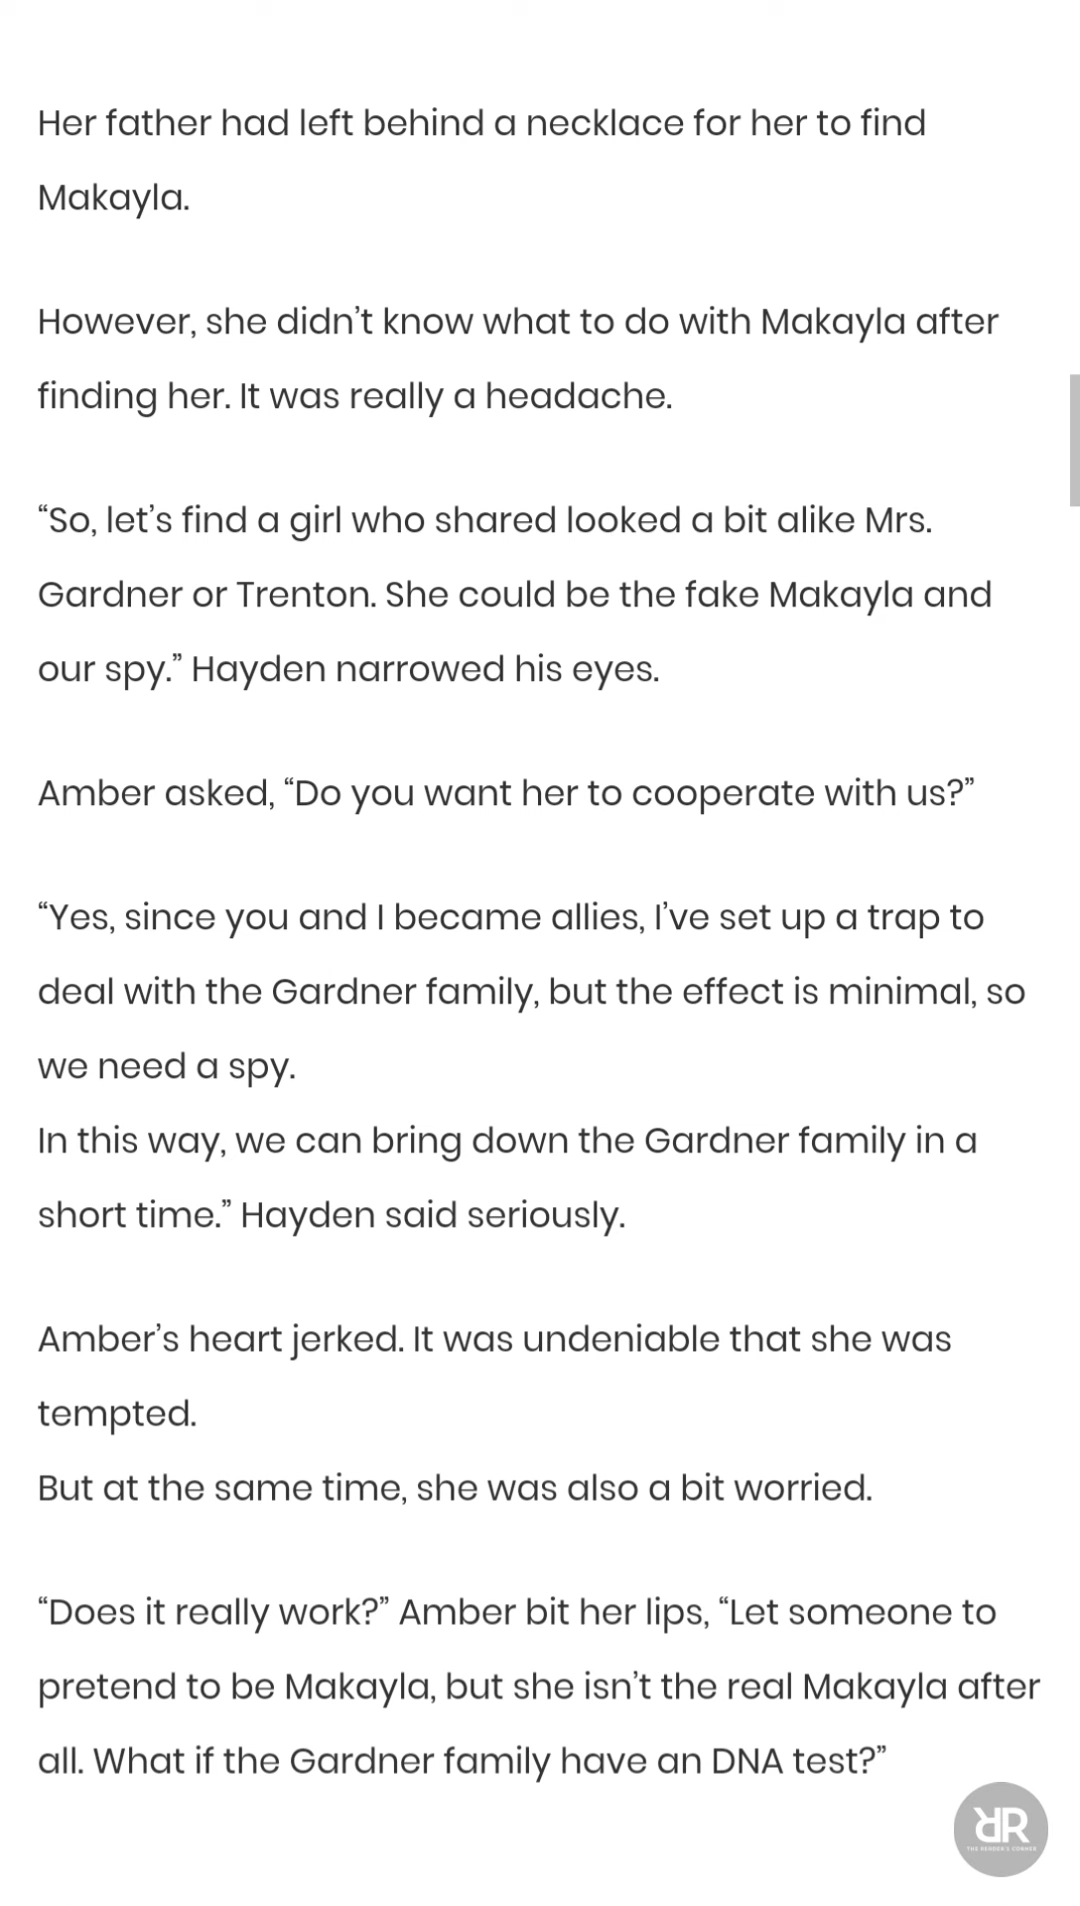 Her father had left behind a necklace for her to find
Makayla.
However, she didn’t know what to do with Makayla after
finding her. It was really a headache.
“So, let’s find a girl who shared looked a bit alike Mrs.
Gardner or Trenton. She could be the fake Makayla and
our spy.” Hayden narrowed his eyes.
Amber asked, “Do you want her to cooperate with us?”
“Yes, since you and I became allies, I’ve set up a trap to
deal with the Gardner family, but the effect is minimal, so
we need a spy.
In this way, we can bring down the Gardner family in a
short time.” Hayden said seriously.
Amber’s heart jerked. It was undeniable that she was
tempted.
But at the same time, she was also a bit worried.
“Does it really work?” Amber bit her lips, “Let someone to
pretend to be Makayla, but she isn’t the real Makayla after
all. What if the Gardner family have an DNA test?”
RR
THE READER'S CORNER